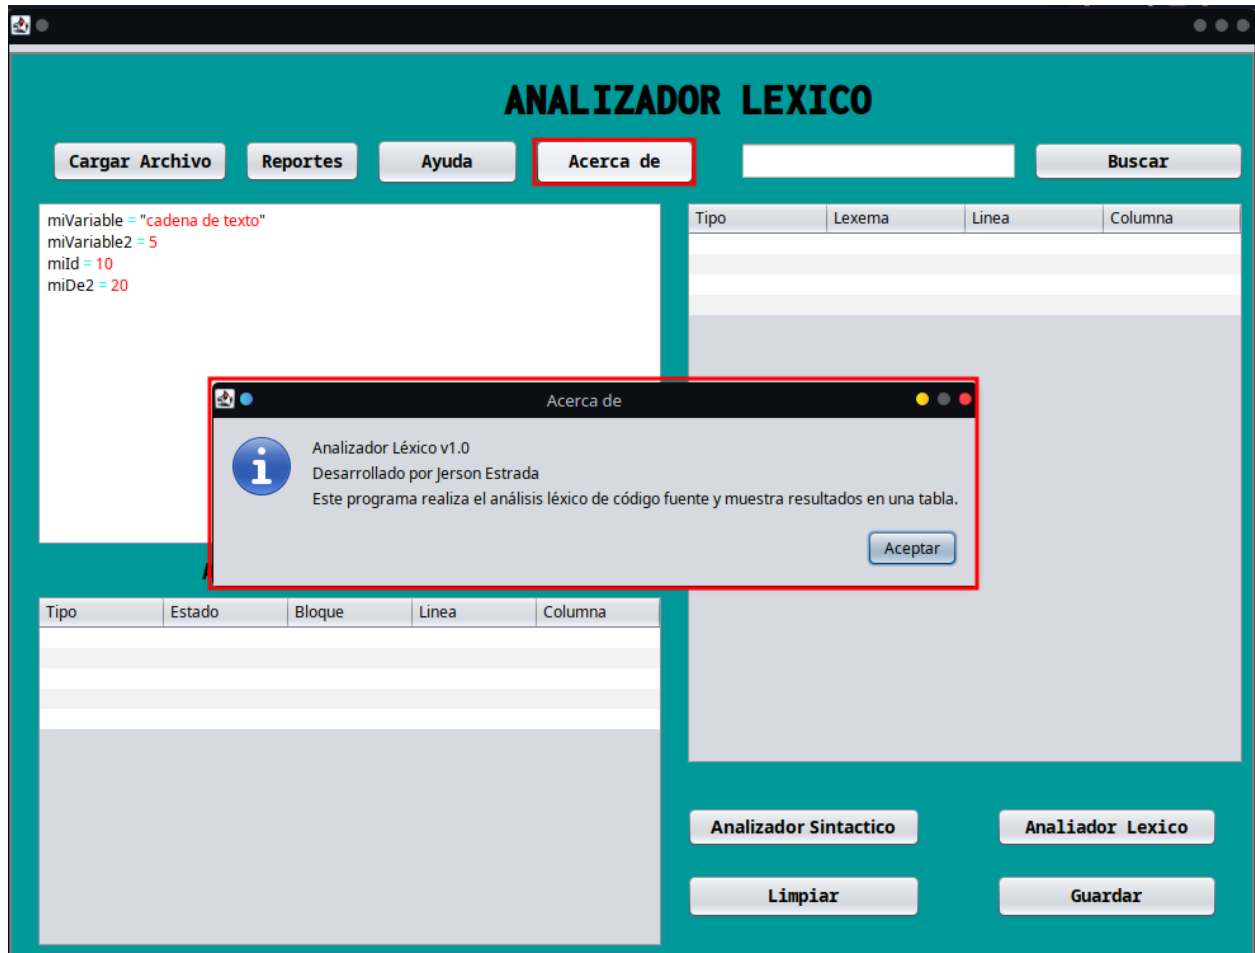 ANALIZADOR LEXICO
Cargar Archivo Reportes Ayuda Acerca de Buscar
miVariable = "cadena de texto"
miVariable2 = 5
miId = 10
miDe2 = 20
Tipo Lexema Linea Columna
Acerca de
Analizador Léxico v1.0
Desarrollado por Jerson Estrada
Este programa realiza el análisis léxico de código fuente y muestra resultados en una tabla.
Aceptar
Tipo Estado Bloque Linea Columna
Analizador Sintactico Analiador Lexico
Limpiar Guardar